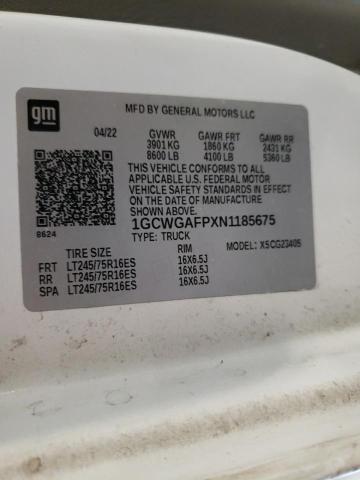 gm
MFD BY GENERAL MOTORS LLC
04/22 GVWR GAWR FRT GAWR RR
3901 KG 1860 KG 2431 KG
8600 LB 4100 LB 5360 LB
THIS VEHICLE CONFORMS TO ALL
APPLICABLE U.S. FEDERAL MOTOR
VEHICLE SAFETY STANDARDS IN EFFECT
ON THE DATE OF MANUFACTURE
SHOWN ABOVE.
8624 1GCWGAFPXN1185675
TYPE: TRUCK MODEL: XSCG23405
TIRE SIZE RIM
FRT LT245/75R16ES 16X6.5J
RR LT245/75R16ES 16X6.5J
SPA LT245/75R16ES 16X6.5J